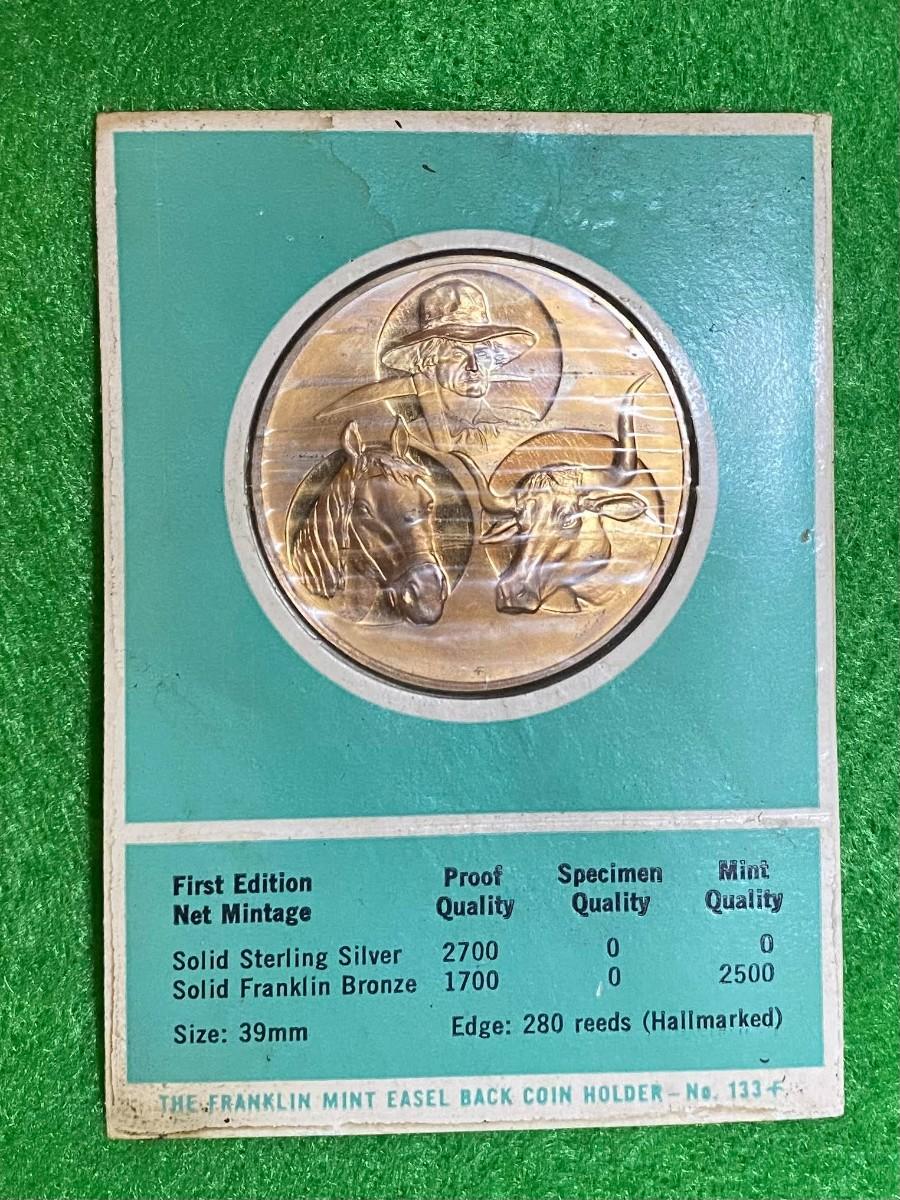 First Edition Proof Specimen Mint
Net Mintage Quality Quality Quality
Solid Sterling Silver 2700 0 0
Solid Franklin Bronze 1700 0 2500
Size: 39mm Edge: 280 reeds (Hallmarked)
THE FRANKLIN MINT EASEL BACK COIN HOLDER – No. 133